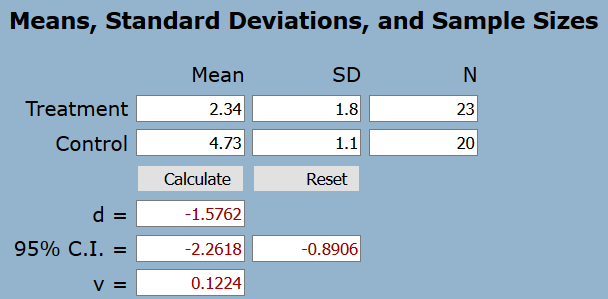 Means, Standard Deviations, and Sample Sizes
Mean SD N
Treatment 2.34 1.8 23
Control 4.73 1.1 20
Calculate Reset
d = -1.5762
95% C.I. = -2.2618 -0.8906
v = 0.1224